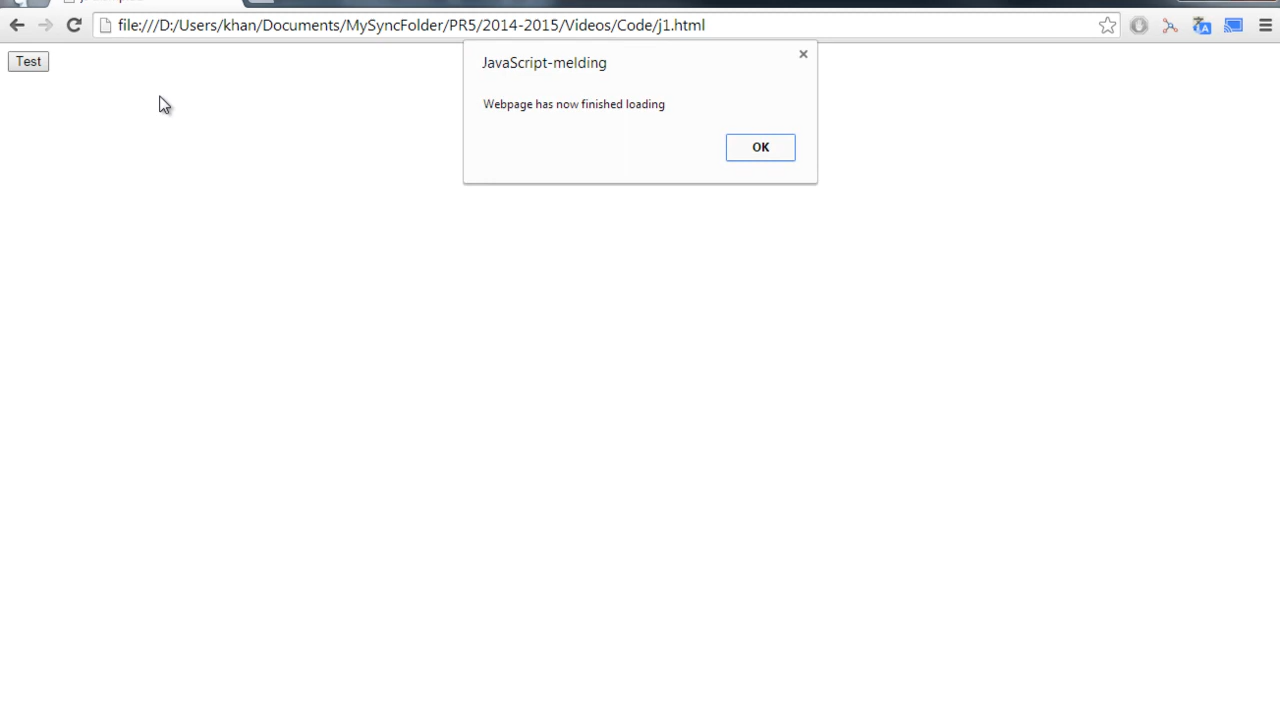 file:///D:/Users/khan/Documents/MySyncFolder/PR5/2014-2015/Videos/Code/j1.html
Test
JavaScript-melding
Webpage has now finished loading
OK